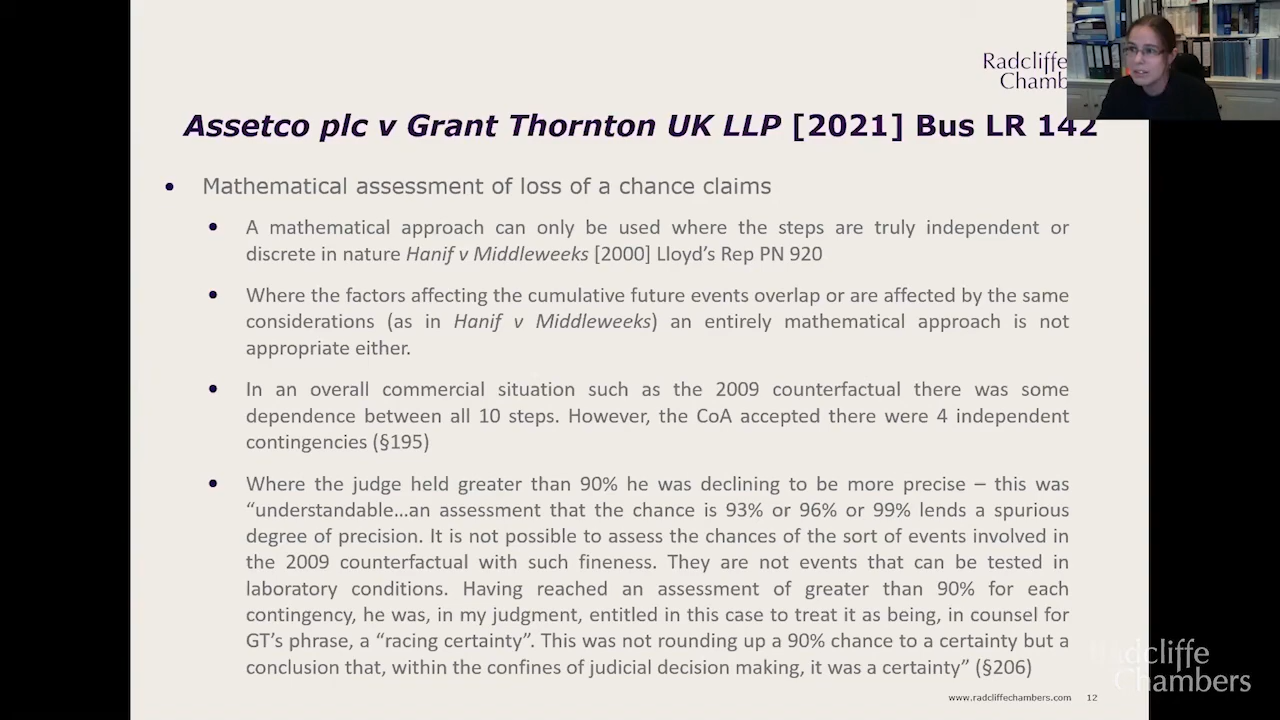 Radcliffe
Chamb
Assetco plc v Grant Thornton UK LLP [2021] Bus LR 142
• Mathematical assessment of loss of a chance claims
• A mathematical approach can only be used where the steps are truly independent or
discrete in nature Hanif v Middleweeks [2000] Lloyd’s Rep PN 920
• Where the factors affecting the cumulative future events overlap or are affected by the same
considerations (as in Hanif v Middleweeks) an entirely mathematical approach is not
appropriate either.
• In an overall commercial situation such as the 2009 counterfactual there was some
dependence between all 10 steps. However, the CoA accepted there were 4 independent
contingencies (§195)
• Where the judge held greater than 90% he was declining to be more precise – this was
“understandable…an assessment that the chance is 93% or 96% or 99% lends a spurious
degree of precision. It is not possible to assess the chances of the sort of events involved in
the 2009 counterfactual with such fineness. They are not events that can be tested in
laboratory conditions. Having reached an assessment of greater than 90% for each
contingency, he was, in my judgment, entitled in this case to treat it as being, in counsel for
GT’s phrase, a “racing certainty”. This was not rounding up a 90% chance to a certainty but a
conclusion that, within the confines of judicial decision making, it was a certainty” (§206)
Radcliffe
Chambers
www.radcliffechambers.com 12